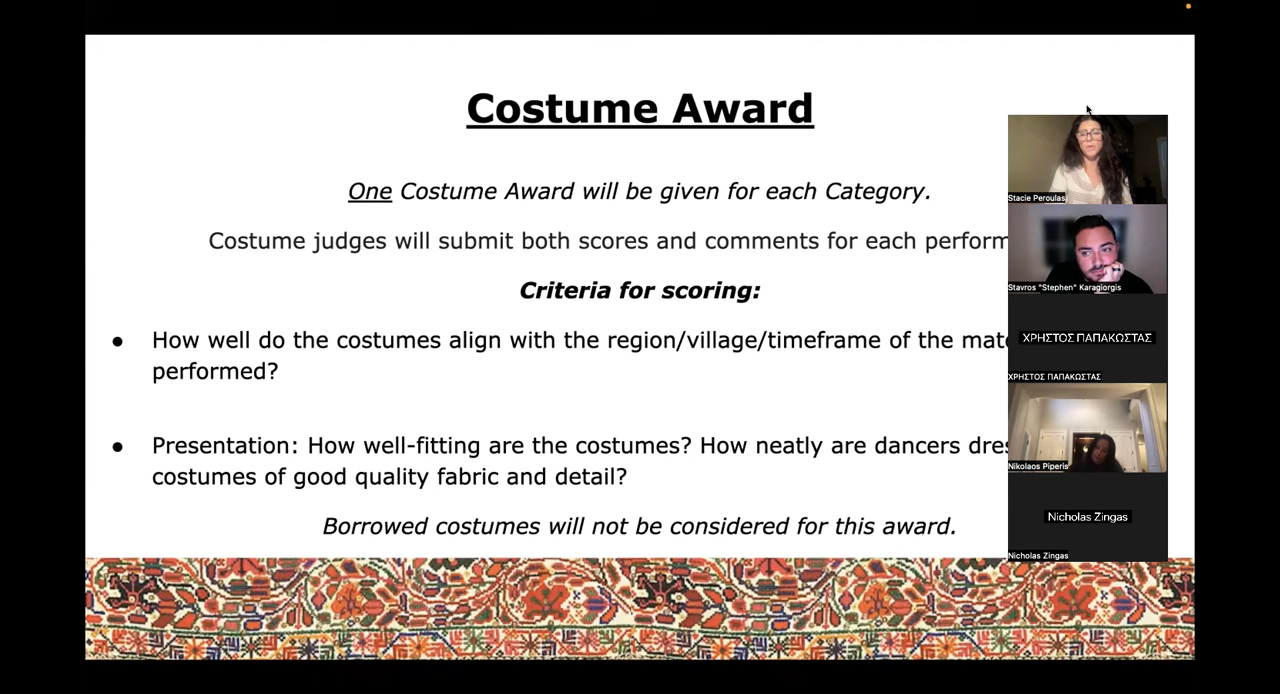 Costume Award
One Costume Award will be given for each Category.
Costume judges will submit both scores and comments for each perform
Criteria for scoring:
● How well do the costumes align with the region/village/timeframe of the mat
performed?
● Presentation: How well-fitting are the costumes? How neatly are dancers dres
costumes of good quality fabric and detail?
Borrowed costumes will not be considered for this award.
Stacie Peroulas
Stavros "Stephen" Karagiorgis
ΧΡΗΣΤΟΣ ΠΑΠΑΚΩΣΤΑΣ
ΧΡΗΣΤΟΣ ΠΑΠΑΚΩΣΤΑΣ
Nikolaos Piperis
Nicholas Zingas
Nicholas Zingas